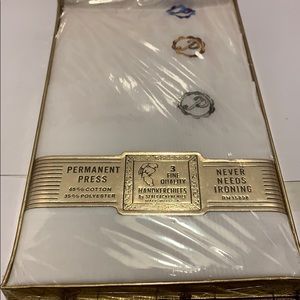 PERMANENT
PRESS
65% COTTON
35% POLYESTER
3
FINE
QUALITY
HANDKERCHIEFS
NEVER
NEEDS
IRONING